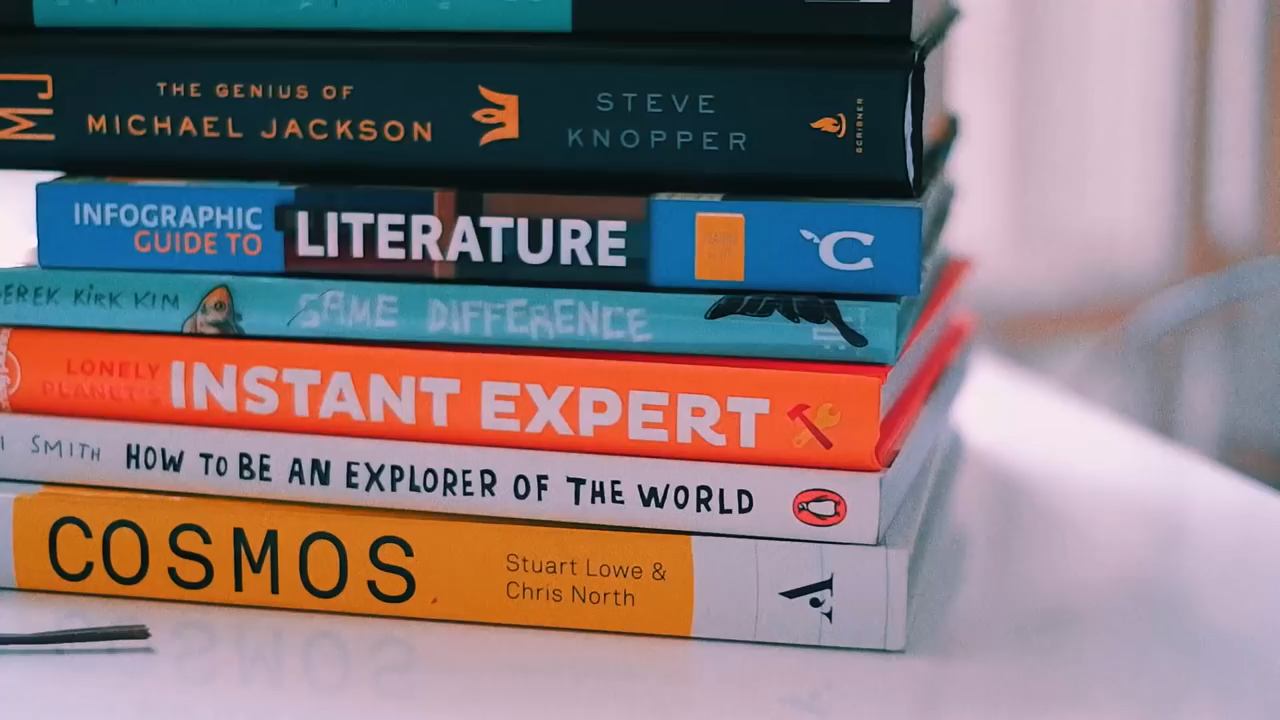 MJ
THE GENIUS OF
MICHAEL JACKSON
STEVE
KNOPPER
SCRIBNER
INFOGRAPHIC
GUIDE TO
LITERATURE
EREK KIRK KIM
SAME DIFFERENCE
LONELY
PLANET'S
INSTANT EXPERT
SMITH
HOW TO BE AN EXPLORER OF THE WORLD
COSMOS
Stuart Lowe &
Chris North